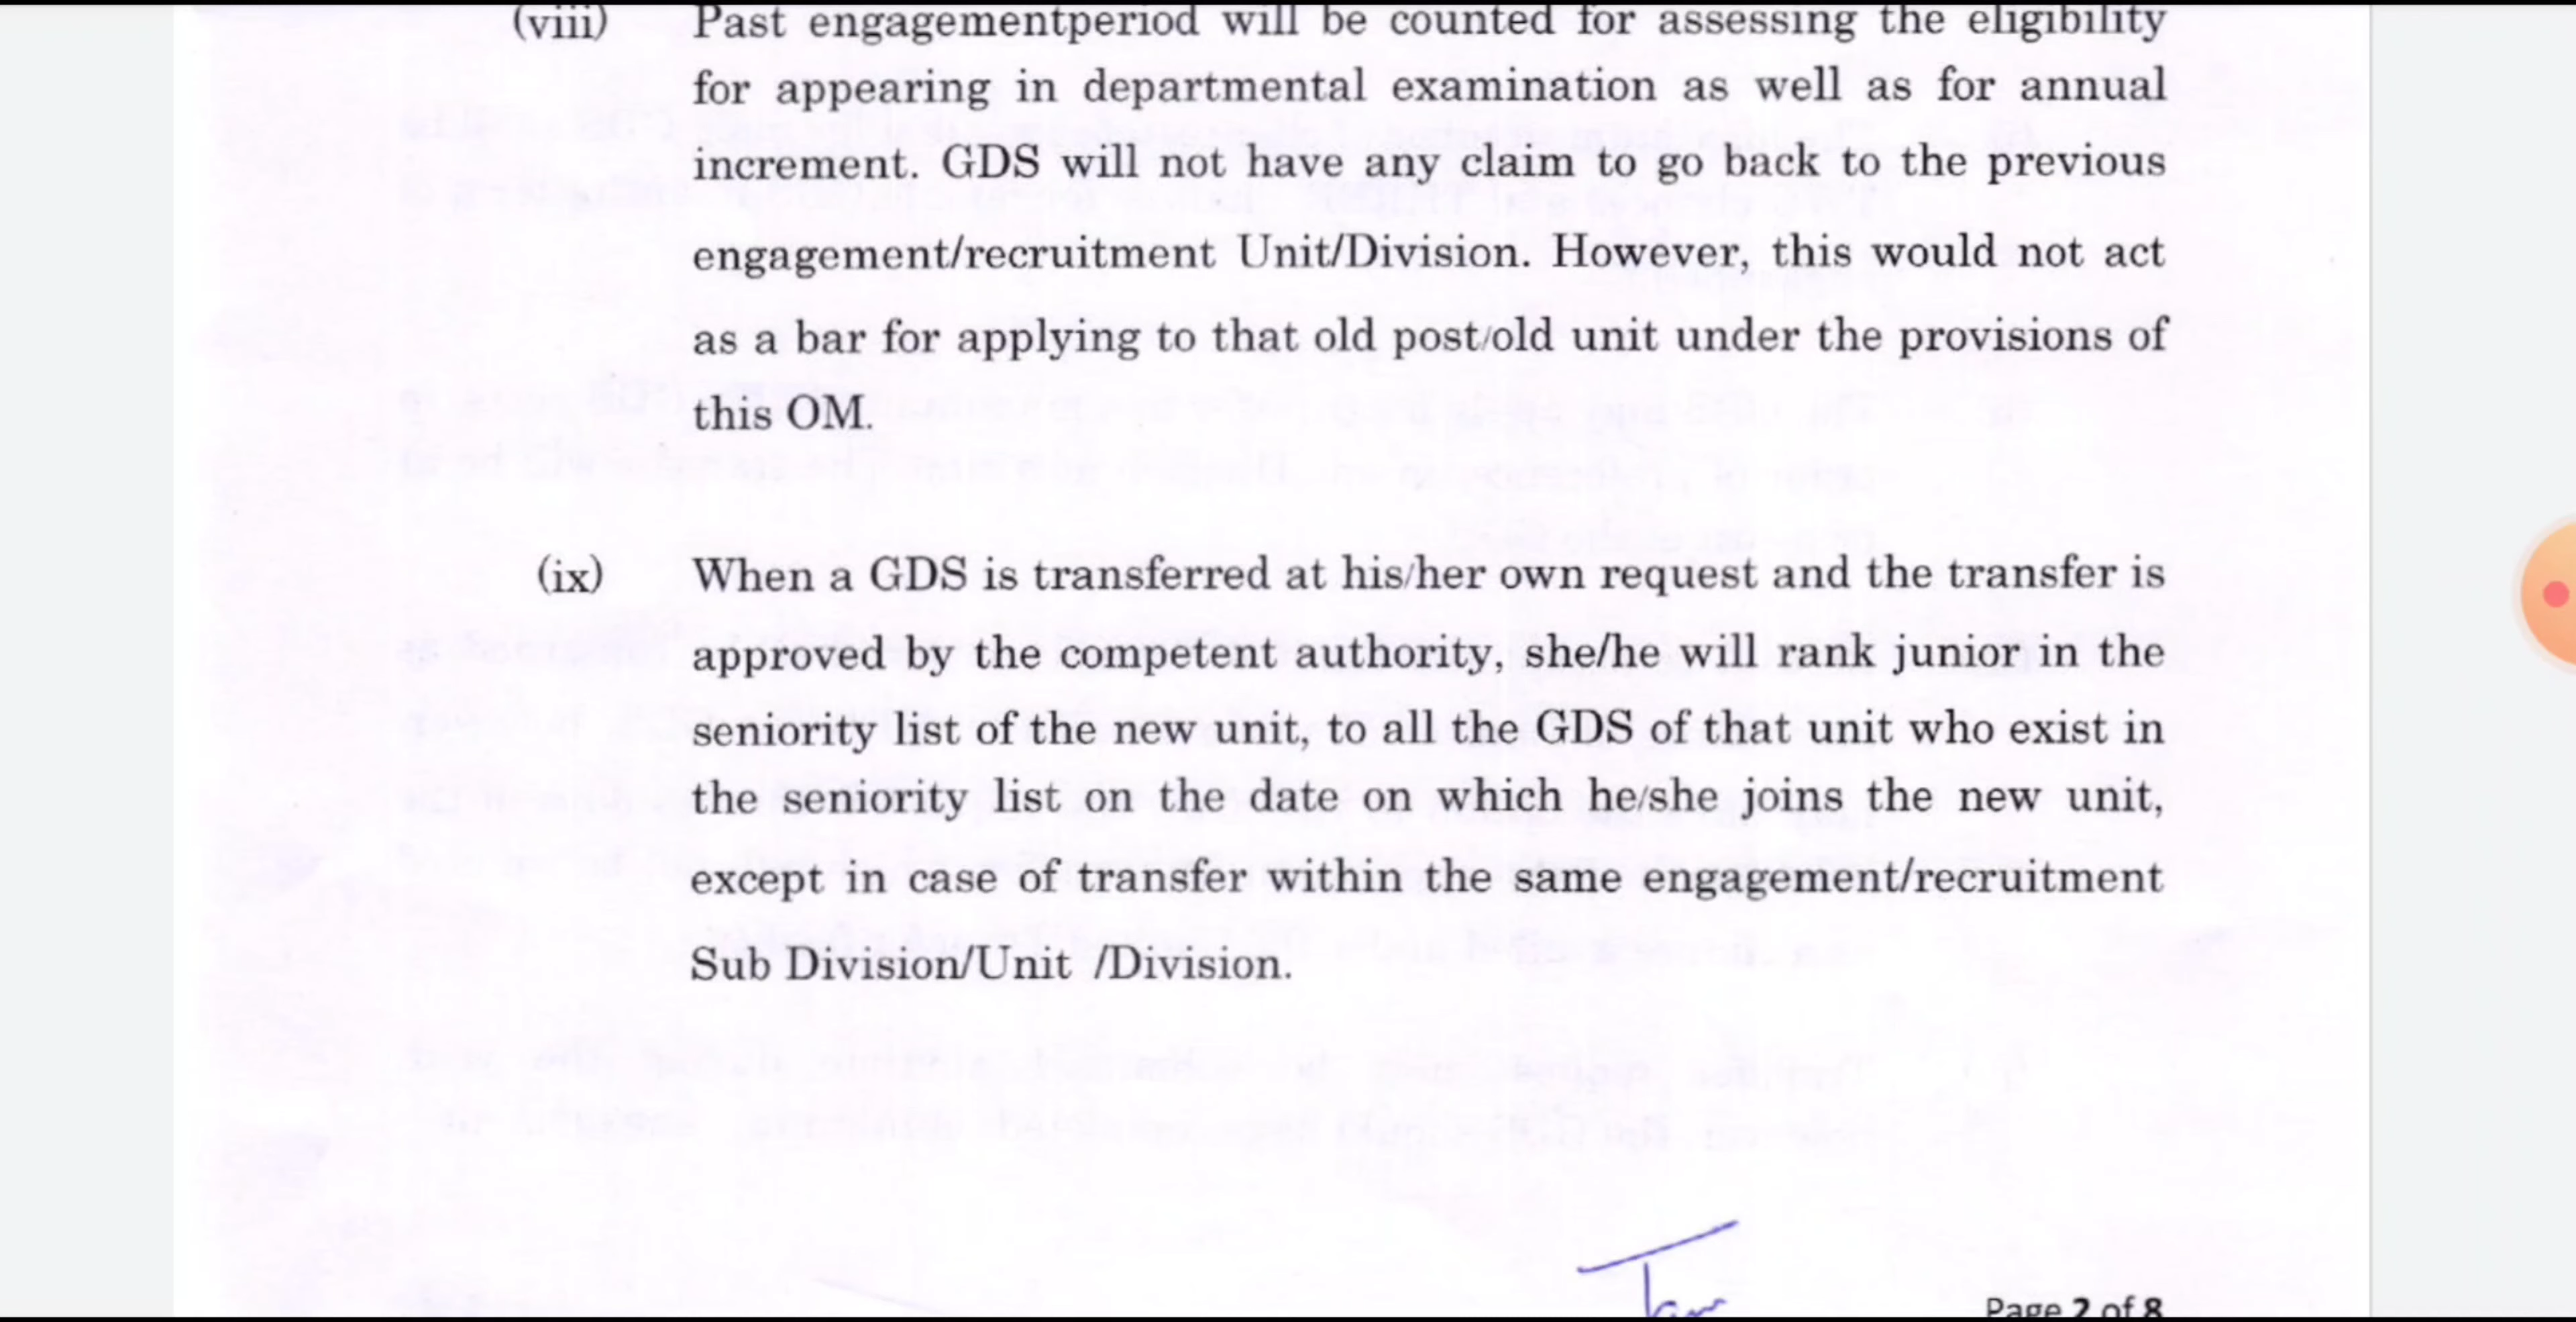 (viii) Past engagementperiod will be counted for assessing the eligibility
for appearing in departmental examination as well as for annual
increment. GDS will not have any claim to go back to the previous
engagement/recruitment Unit/Division. However, this would not act
as a bar for applying to that old post/old unit under the provisions of
this OM.
(ix) When a GDS is transferred at his/her own request and the transfer is
approved by the competent authority, she/he will rank junior in the
seniority list of the new unit, to all the GDS of that unit who exist in
the seniority list on the date on which he/she joins the new unit,
except in case of transfer within the same engagement/recruitment
Sub Division/Unit /Division.
Page 2 of 8